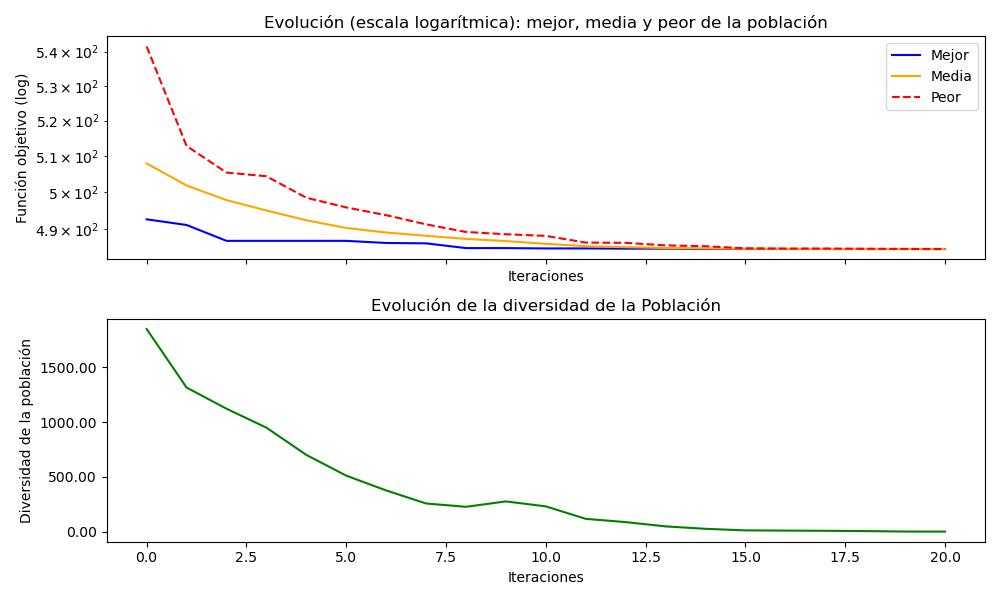 Evolución (escala logarítmica): mejor, media y peor de la población
Función objetivo (log)
5.4 × 10²
5.3 × 10²
5.2 × 10²
5.1 × 10²
5 × 10²
4.9 × 10²
Mejor
Media
Peor
Iteraciones
Evolución de la diversidad de la Población
Diversidad de la población
1500.00
1000.00
500.00
0.00
0.0 2.5 5.0 7.5 10.0 12.5 15.0 17.5 20.0
Iteraciones